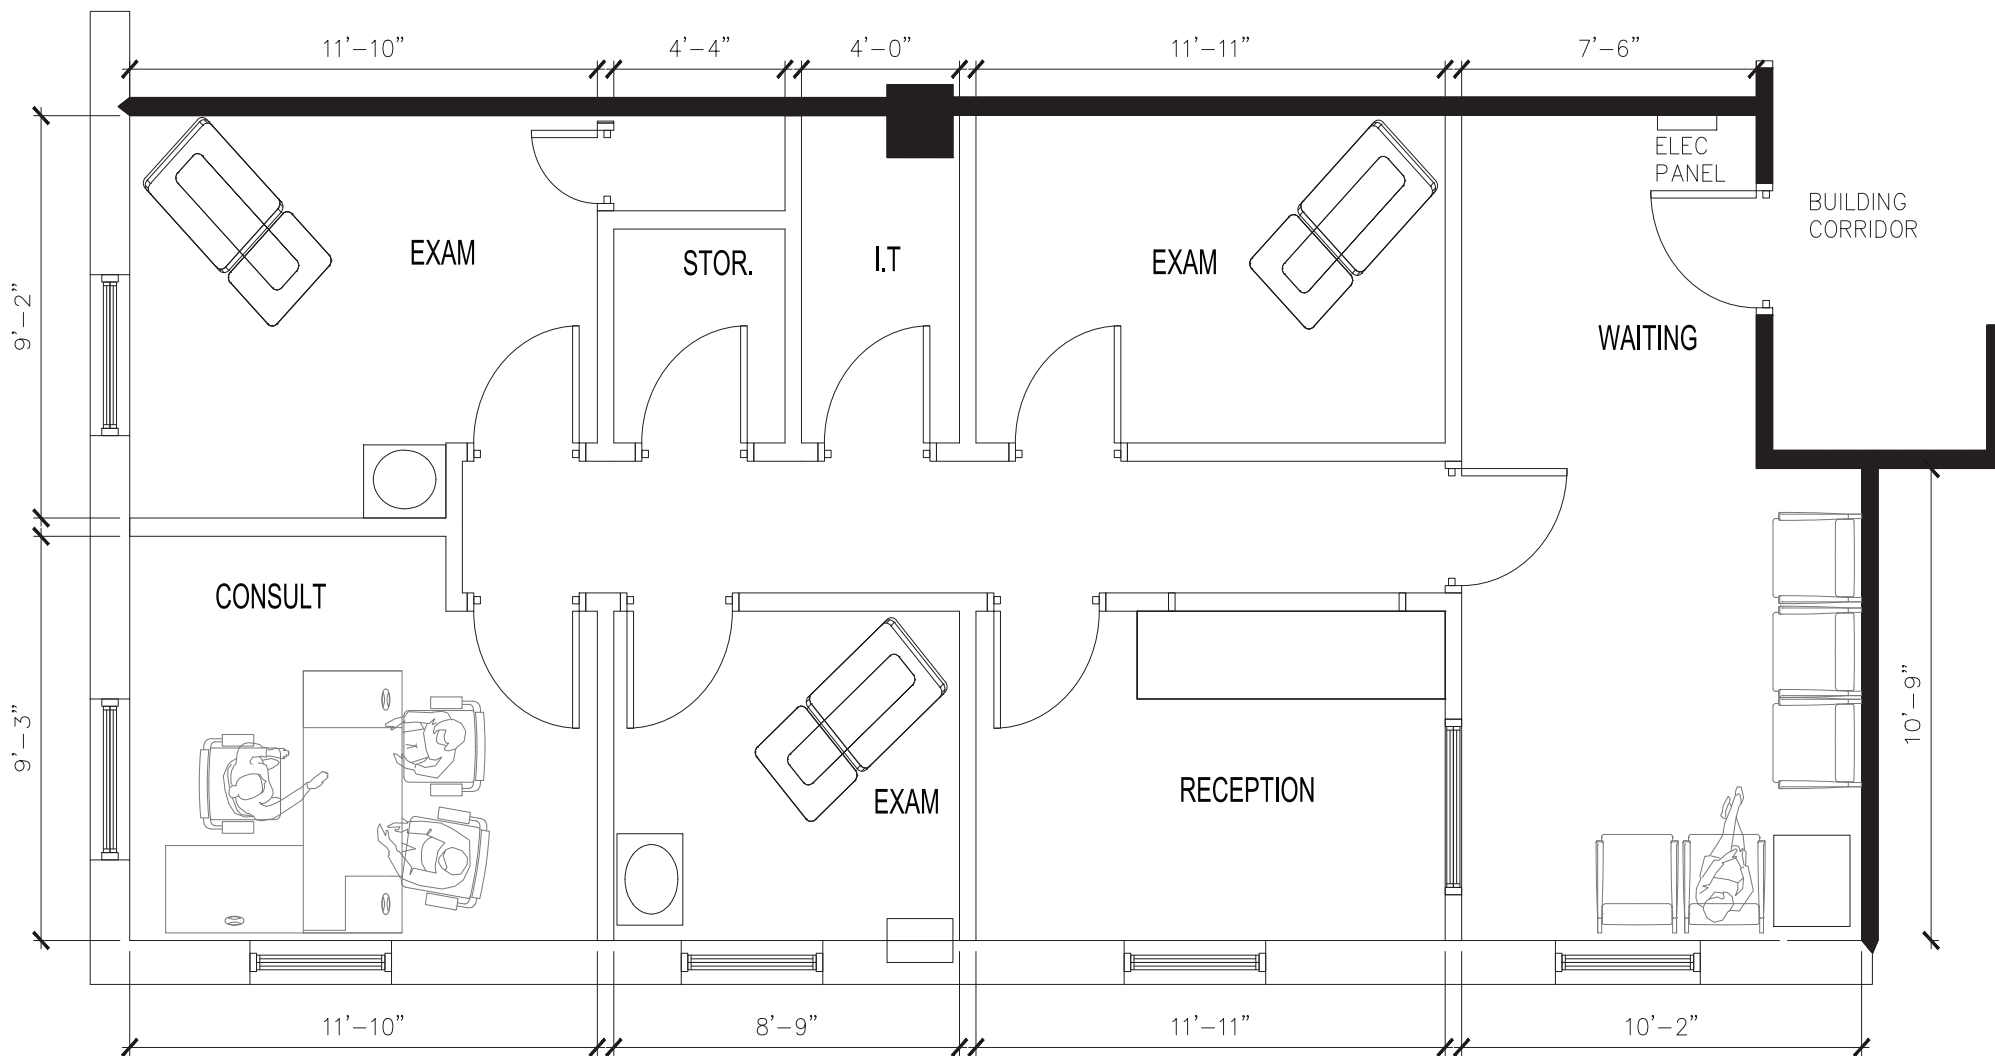 11'-10"
4'-4"
4'-0"
11'-11"
7'-6"
ELEC
PANEL
BUILDING
CORRIDOR
EXAM
STOR.
I.T
EXAM
9'-2"
WAITING
CONSULT
9'-3"
10'-9"
EXAM
RECEPTION
11'-10"
8'-9"
11'-11"
10'-2"